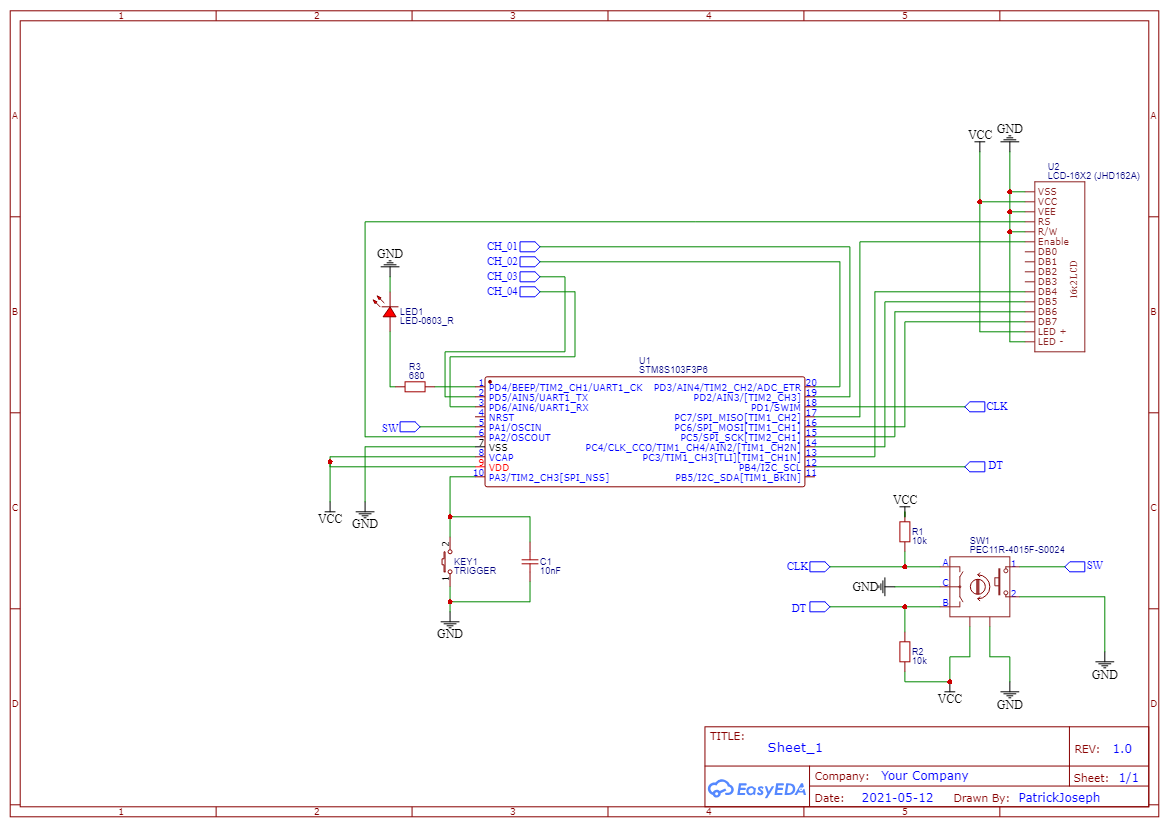 1 2 3 4 5
A A
B B
C C
D D
VCC GND
U2
LCD-16X2 (JHD162A)
VSS
VCC
VEE
RS
R/W
Enable
DB0
DB1
DB2
DB3
DB4
DB5
DB6
DB7
LED +
LED -
16x2LCD
CH_01
CH_02
CH_03
CH_04
GND
LED1
LED-0603_R
R3
680
U1
STM8S103F3P6
1 PD4/BEEP/TIM2_CH1/UART1_CK PD3/AIN4/TIM2_CH2/ADC_ETR 20
2 PD5/AIN5/UART1_TX PD2/AIN3/[TIM2_CH3] 19
3 PD6/AIN6/UART1_RX PD1/SWIM 18
4 NRST PC7/SPI_MISO[TIM1_CH2] 17
5 PA1/OSCIN PC6/SPI_MOSI[TIM1_CH1] 16
6 PA2/OSCOUT PC5/SPI_SCK[TIM2_CH1] 15
7 VSS PC4/CLK_CCO/TIM1_CH4/AIN2/[TIM1_CH2N] 14
8 VCAP PC3/TIM1_CH3[TLI][TIM1_CH1N] 13
9 VDD PB4/I2C_SCL 12
10 PA3/TIM2_CH3[SPI_NSS] PB5/I2C_SDA[TIM1_BKIN] 11
SW
CLK
DT
VCC
GND
2
KEY1
TRIGGER
1
C1
10nF
GND
VCC
R1
10k
SW1
PEC11R-4015F-S0024
CLK A 1 SW
GND C
DT B 2
R2
10k
VCC
GND
GND
TITLE:
Sheet_1
REV: 1.0
EasyEDA
Company: Your Company
Sheet: 1/1
Date: 2021-05-12 Drawn By: PatrickJoseph
1 2 3 4 5